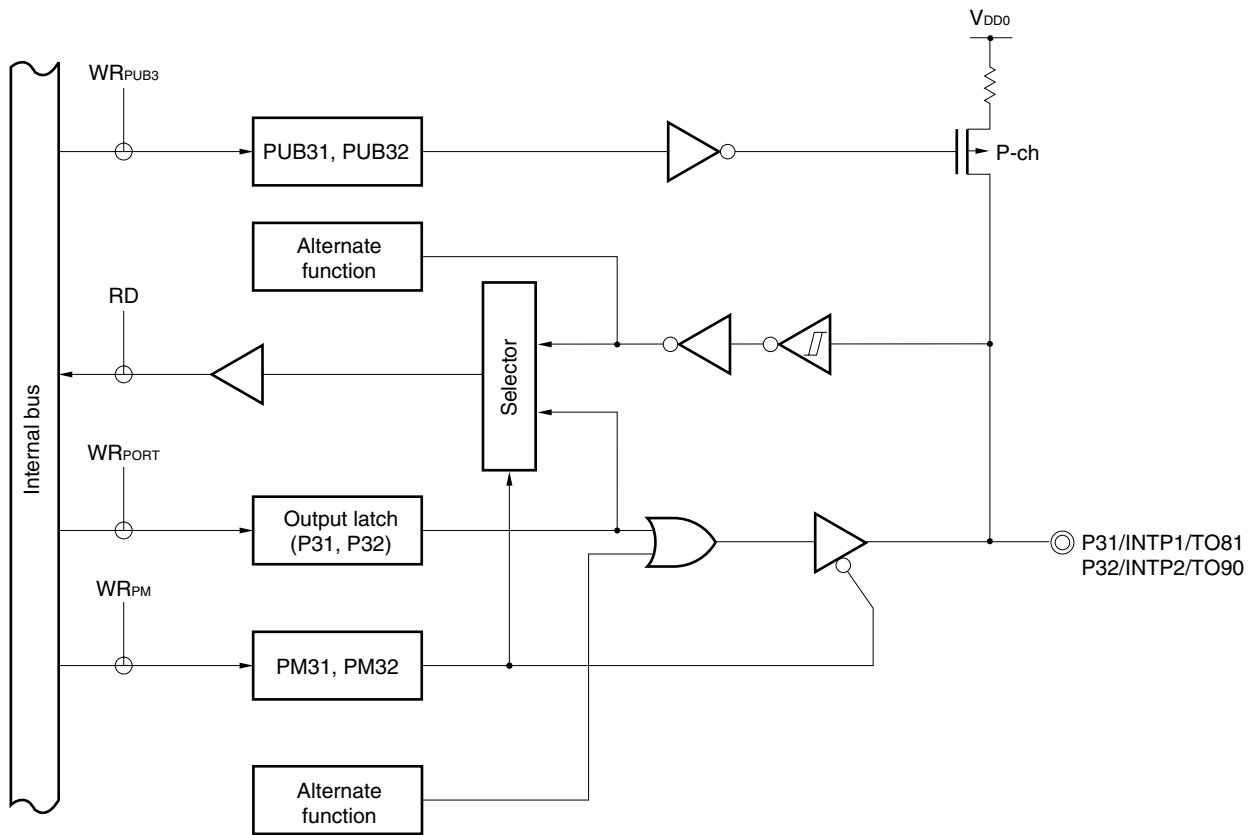 VDD0
WRPUB3
PUB31, PUB32
P-ch
Alternate
function
RD
Selector
Internal bus
WRPORT
Output latch
(P31, P32)
P31/INTP1/TO81
P32/INTP2/TO90
WRPM
PM31, PM32
Alternate
function